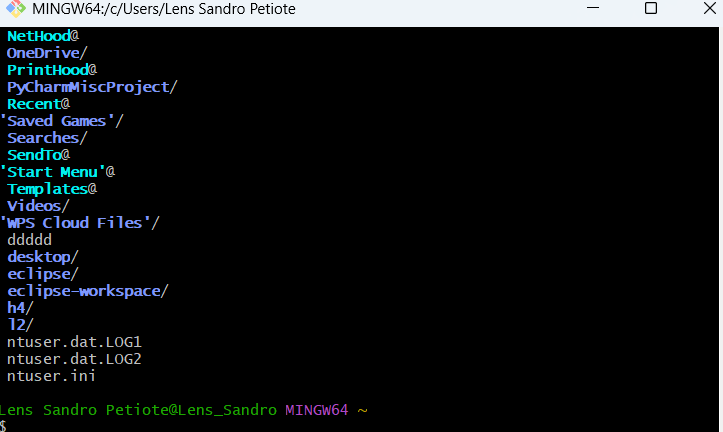 MINGW64:/c/Users/Lens Sandro Petiote
NetHood@
OneDrive/
PrintHood@
PyCharmMiscProject/
Recent@
'Saved Games'/
Searches/
SendTo@
'Start Menu'@
Templates@
Videos/
'WPS Cloud Files'/
ddddd
desktop/
eclipse/
eclipse-workspace/
h4/
l2/
ntuser.dat.LOG1
ntuser.dat.LOG2
ntuser.ini
Lens Sandro Petiote@Lens_Sandro MINGW64 ~
$